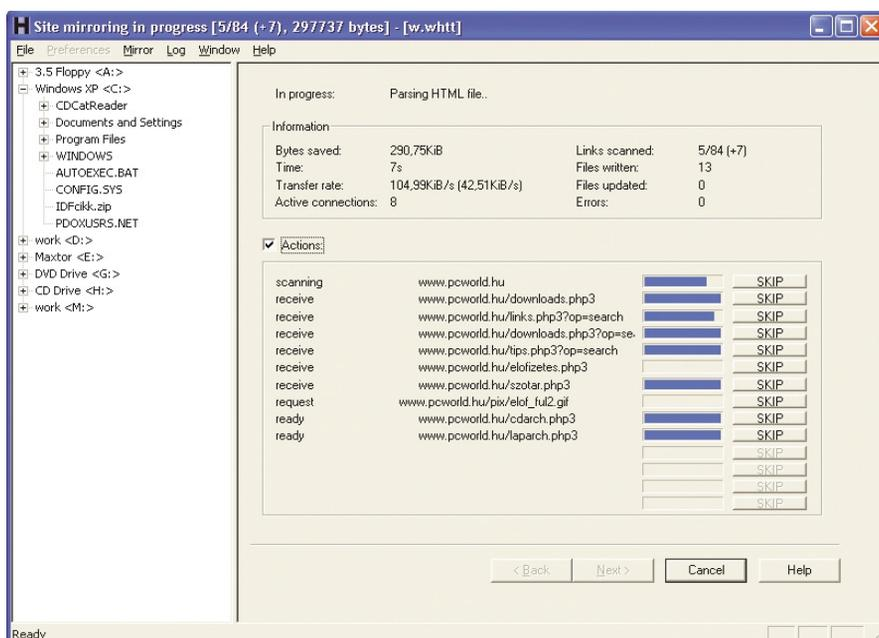 H Site mirroring in progress [5/84 (+7), 297737 bytes] - [w.whtt]
File Preferences Mirror Log Window Help
3.5 Floppy <A:>
Windows XP <C:>
CDCatReader
Documents and Settings
Program Files
WINDOWS
AUTOEXEC.BAT
CONFIG.SYS
IDFcikk.zip
PDOXUSRS.NET
work <D:>
Maxtor <E:>
DVD Drive <G:>
CD Drive <H:>
work <M:>
In progress: Parsing HTML file..
Information
Bytes saved: 290,75KiB Links scanned: 5/84 (+7)
Time: 7s Files written: 13
Transfer rate: 104,99KiB/s (42,51KiB/s) Files updated: 0
Active connections: 8 Errors: 0
Actions:
scanning www.pcworld.hu SKIP
receive www.pcworld.hu/downloads.php3 SKIP
receive www.pcworld.hu/links.php3?op=search SKIP
receive www.pcworld.hu/downloads.php3?op=se. SKIP
receive www.pcworld.hu/tips.php3?op=search SKIP
receive www.pcworld.hu/elofizetes.php3 SKIP
receive www.pcworld.hu/szotar.php3 SKIP
request www.pcworld.hu/pix/elof_ful2.gif SKIP
ready www.pcworld.hu/cdarch.php3 SKIP
ready www.pcworld.hu/laparch.php3 SKIP
SKIP
SKIP
SKIP
SKIP
< Back Next > Cancel Help
Ready